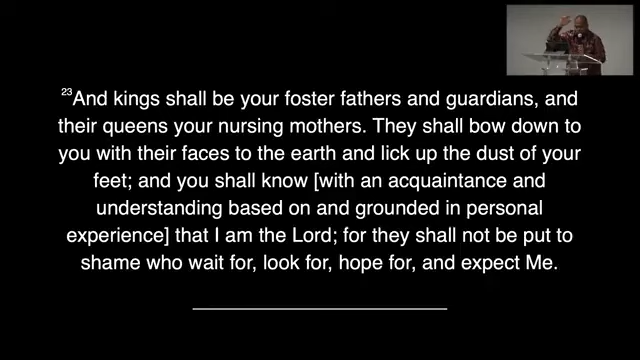 23And kings shall be your foster fathers and guardians, and
their queens your nursing mothers. They shall bow down to
you with their faces to the earth and lick up the dust of your
feet; and you shall know [with an acquaintance and
understanding based on and grounded in personal
experience] that I am the Lord; for they shall not be put to
shame who wait for, look for, hope for, and expect Me.